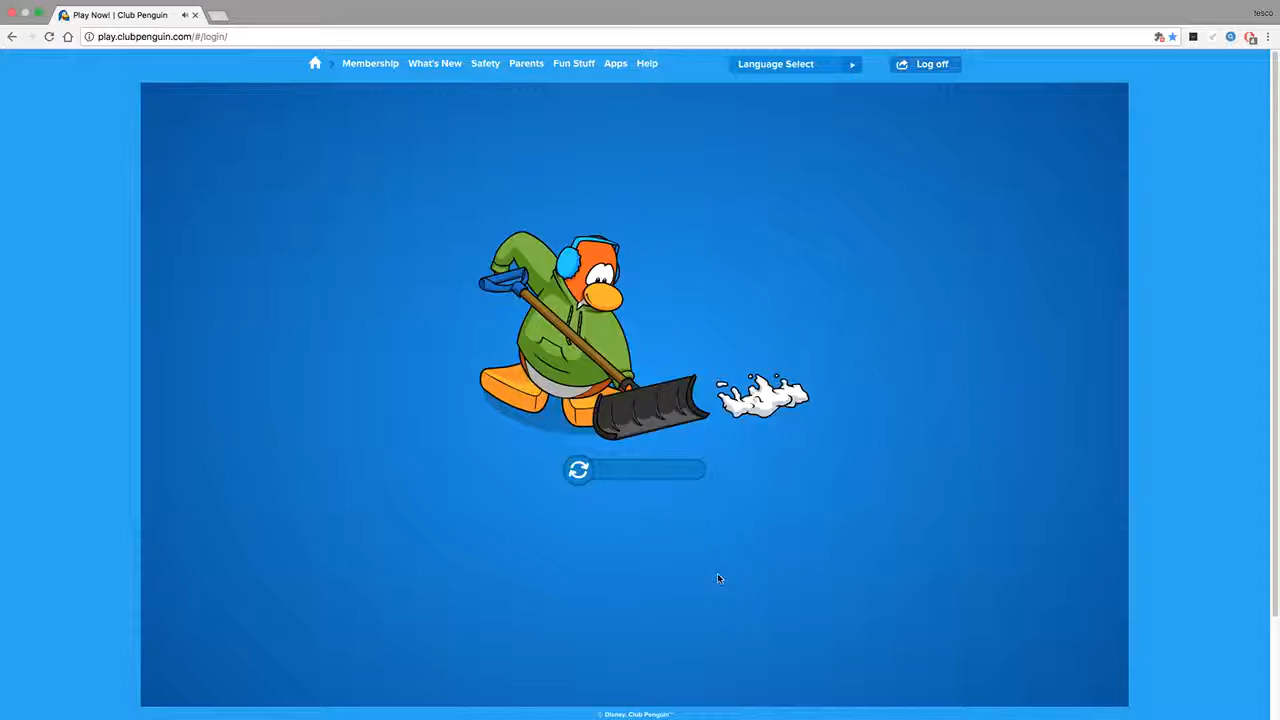 Play Now! | Club Penguin
tesco
play.clubpenguin.com/#/login/
Membership What's New Safety Parents Fun Stuff Apps Help
Language Select
Log off
© Disney. Club Penguin™